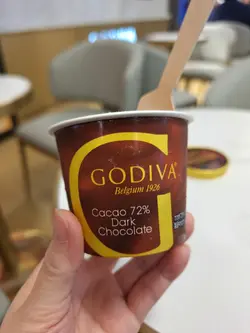 GODIVA
Belgium 1926
Cacao 72%
Dark
Chocolate